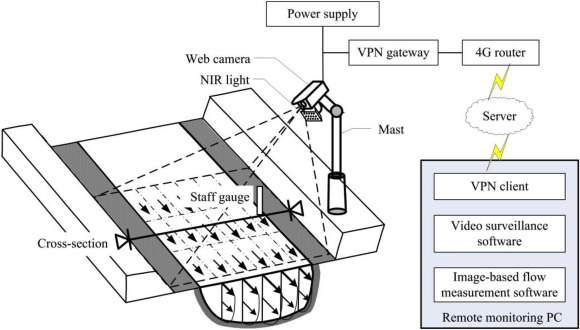 Power supply
Web camera
VPN gateway
4G router
NIR light
Server
Mast
VPN client
Staff gauge
Video surveillance
software
Cross-section
Image-based flow
measurement software
Remote monitoring PC